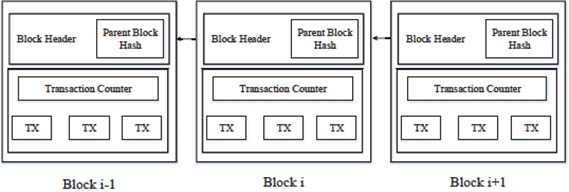 Block Header
Parent Block
Hash
Transaction Counter
TX TX TX
Block i-1
Block Header
Parent Block
Hash
Transaction Counter
TX TX TX
Block i
Block Header
Parent Block
Hash
Transaction Counter
TX TX TX
Block i+1